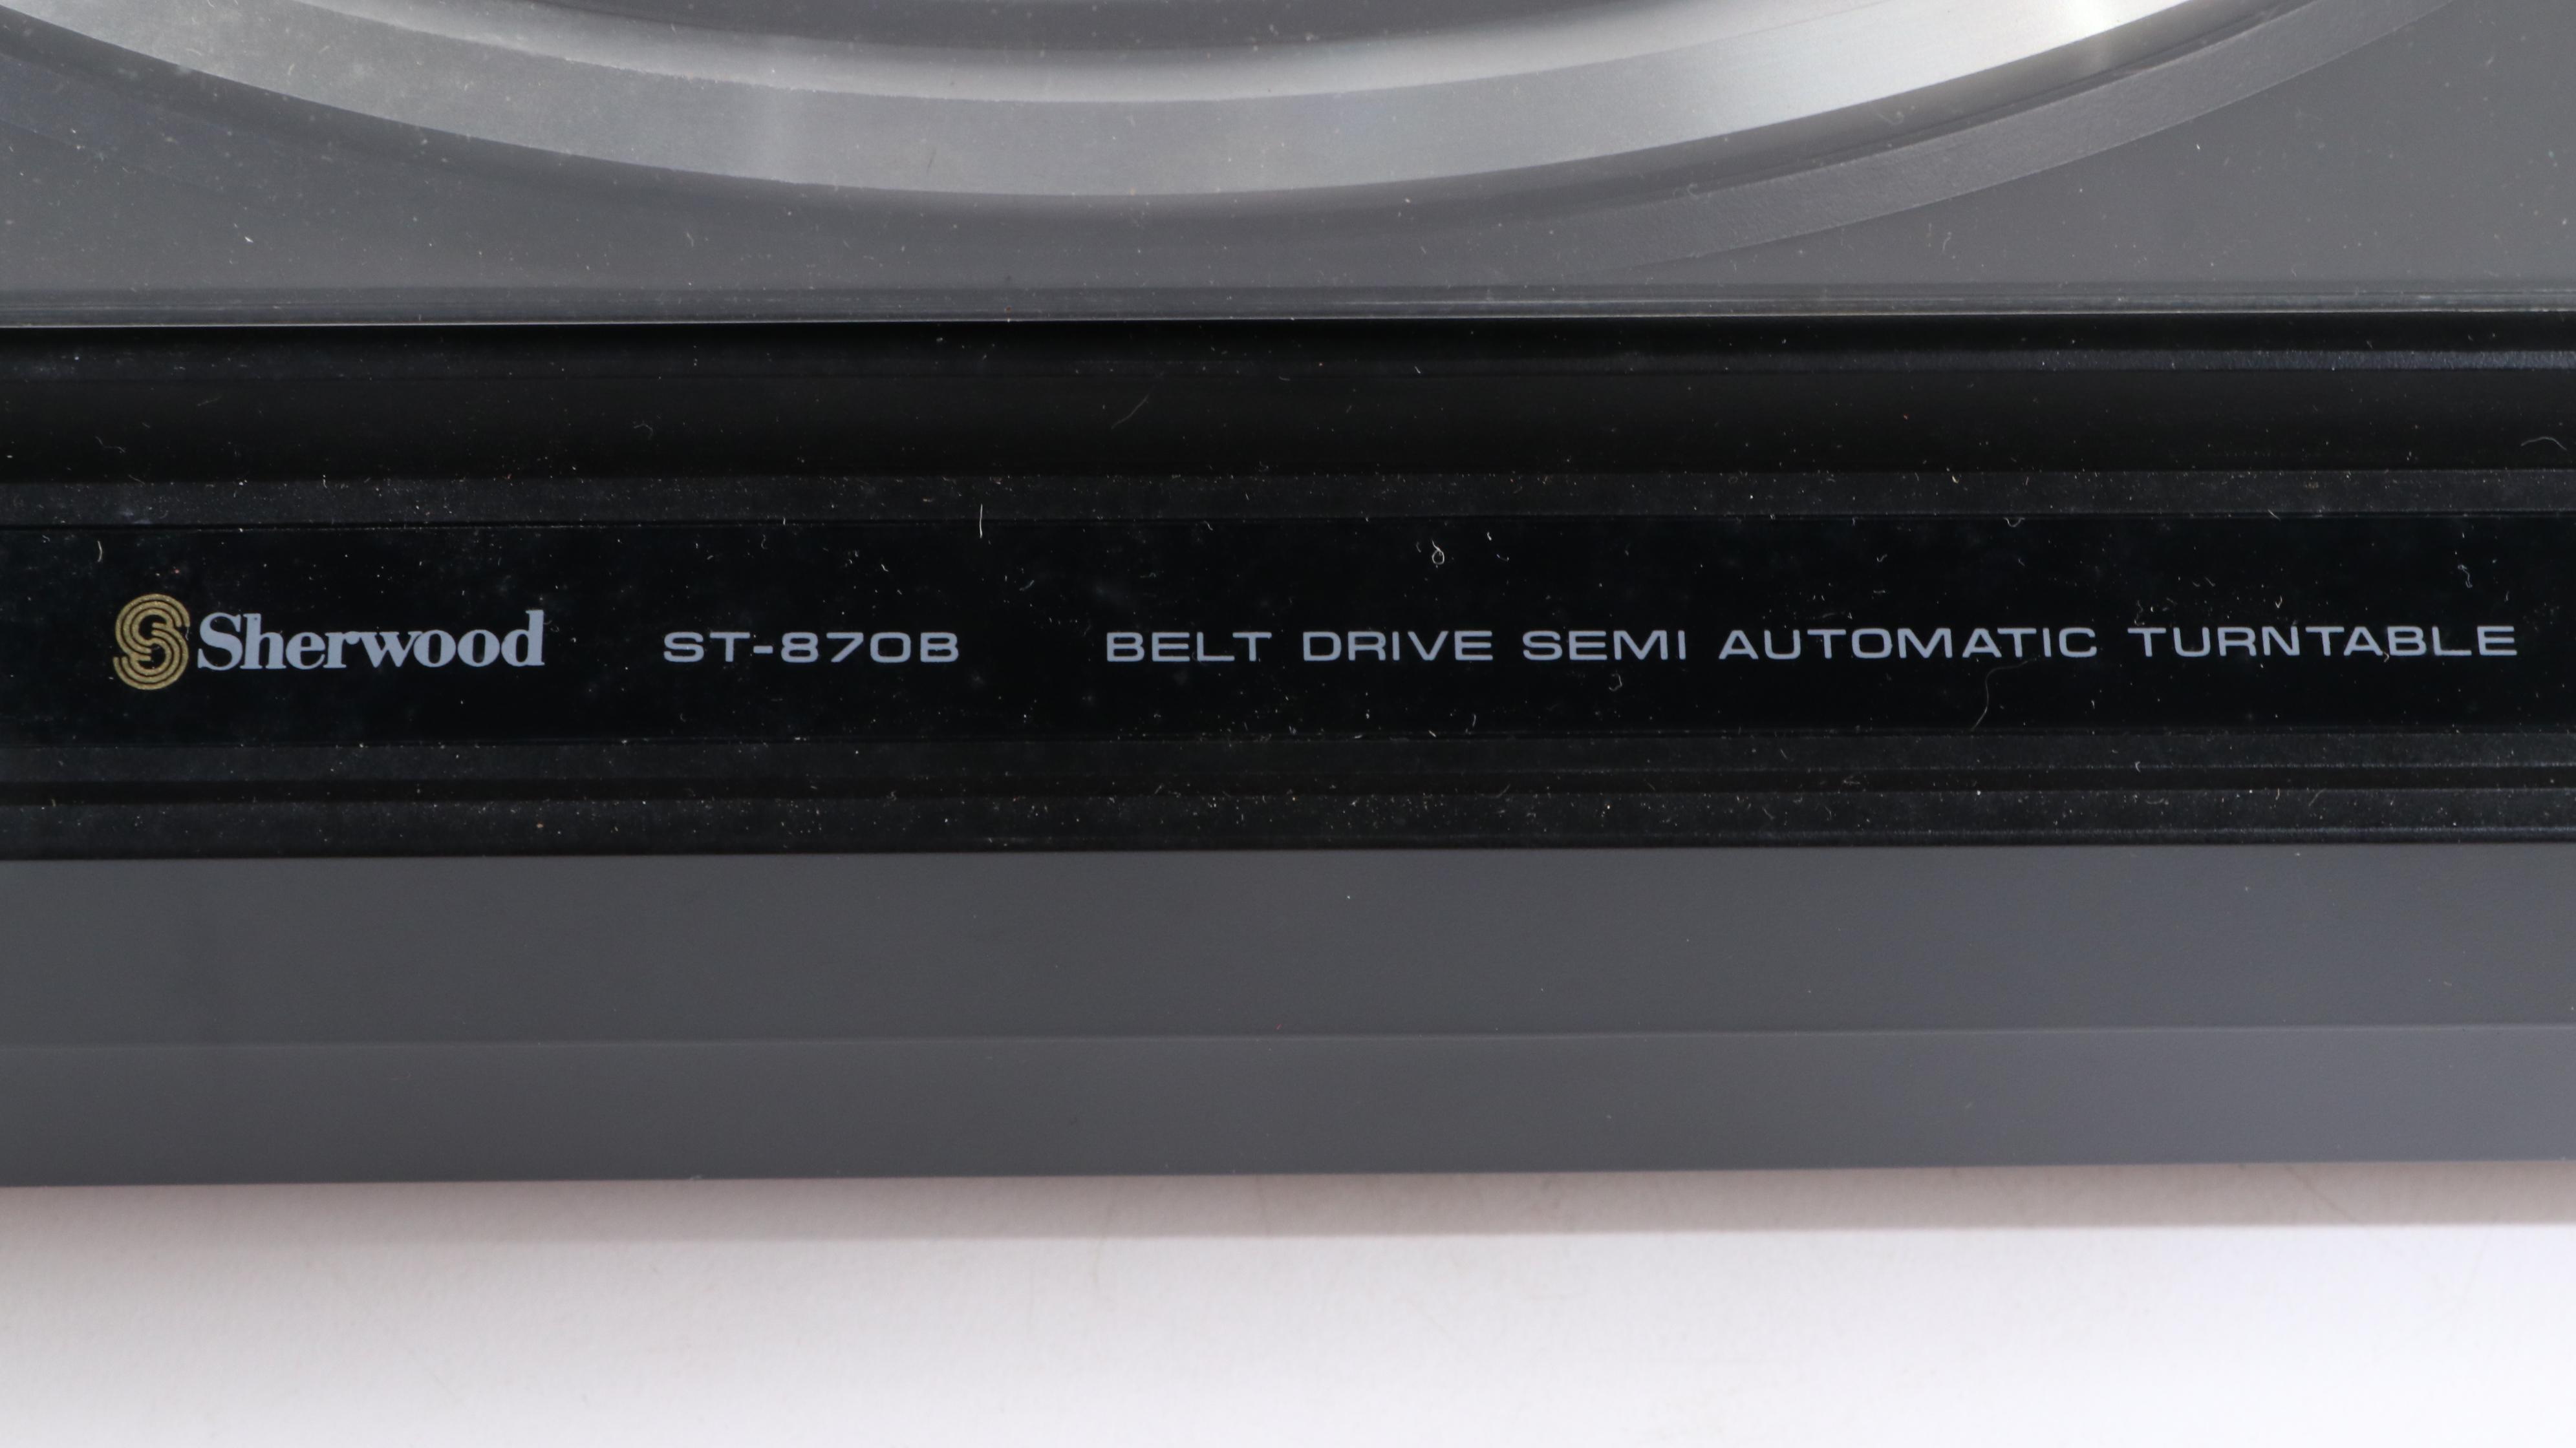 Sherwood ST-870B BELT DRIVE SEMI AUTOMATIC TURNTABLE